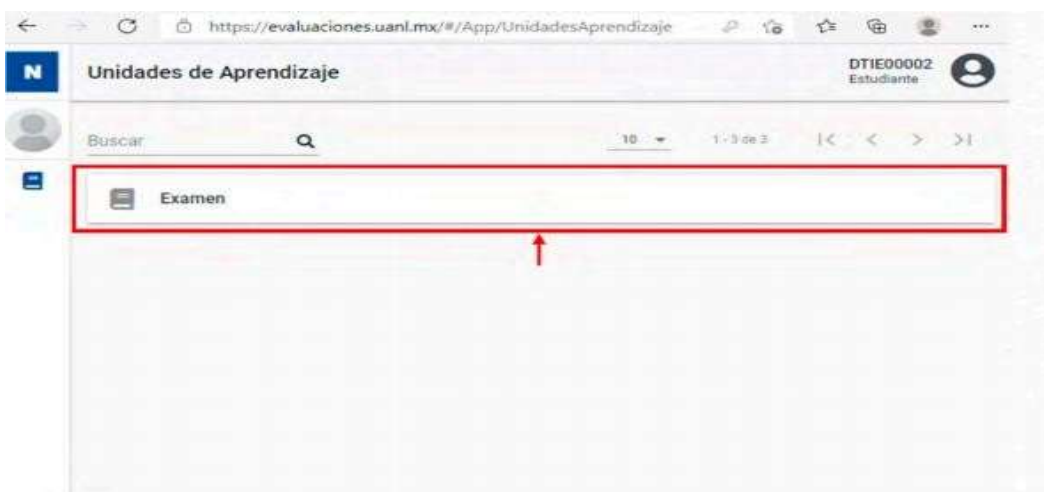 https://evaluaciones.uanl.mx/#/App/UnidadesAprendizaje
N
Unidades de Aprendizaje
DTIE00002
Estudiante
Buscar
10
1-3 de 3
Examen